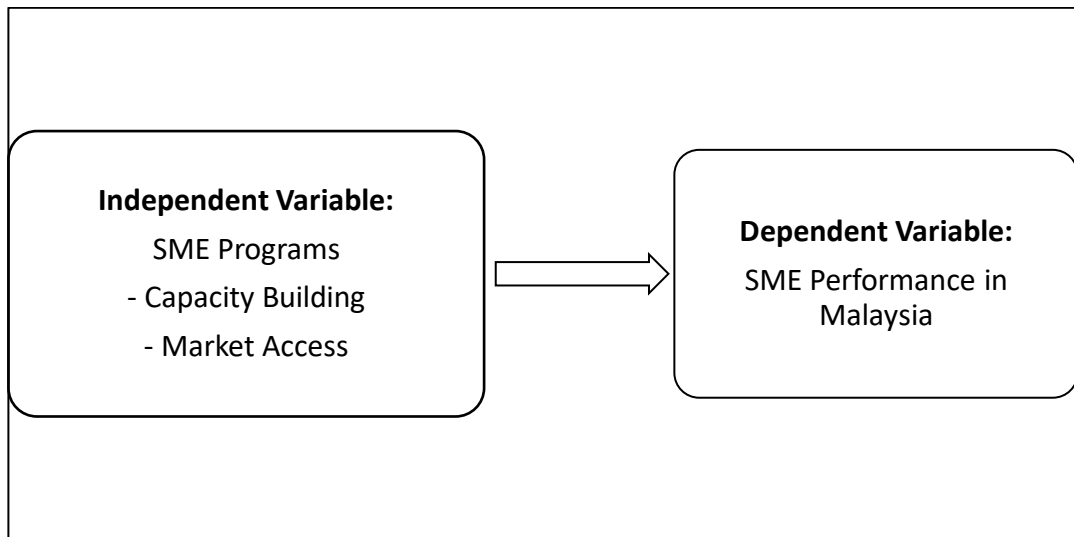 Independent Variable:
SME Programs
- Capacity Building
- Market Access
Dependent Variable:
SME Performance in
Malaysia